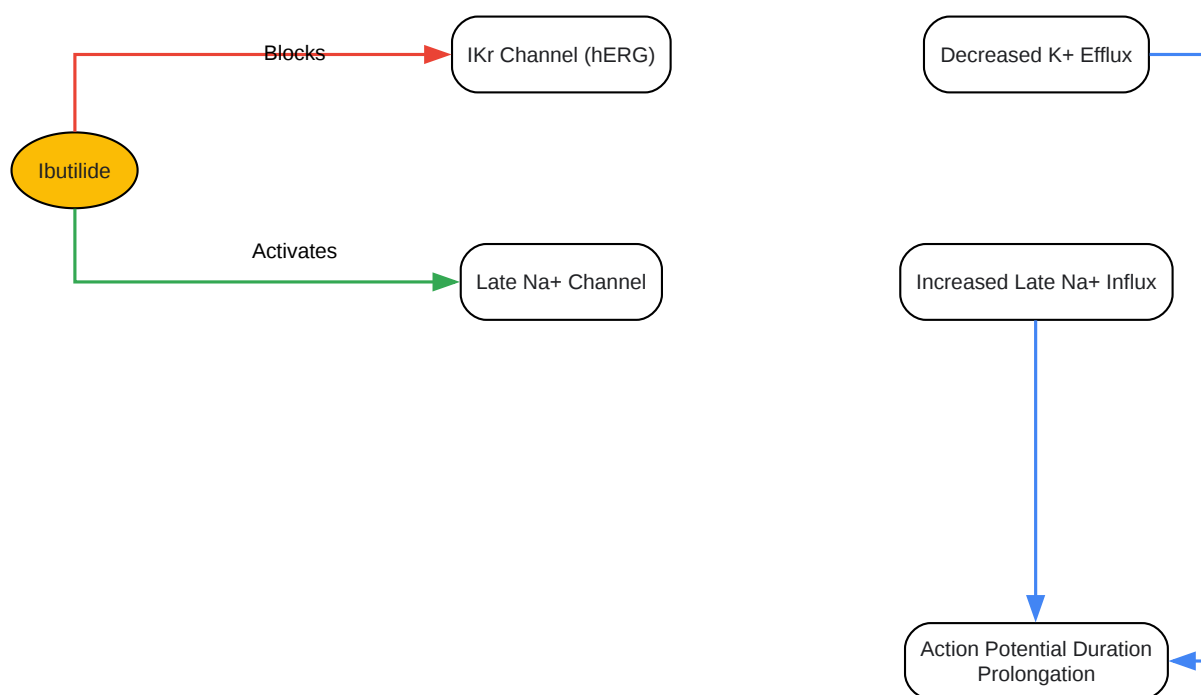 Blocks
IKr Channel (hERG)
Decreased K+ Efflux
Ibutilide
Activates
Late Na+ Channel
Increased Late Na+ Influx
Action Potential Duration
Prolongation